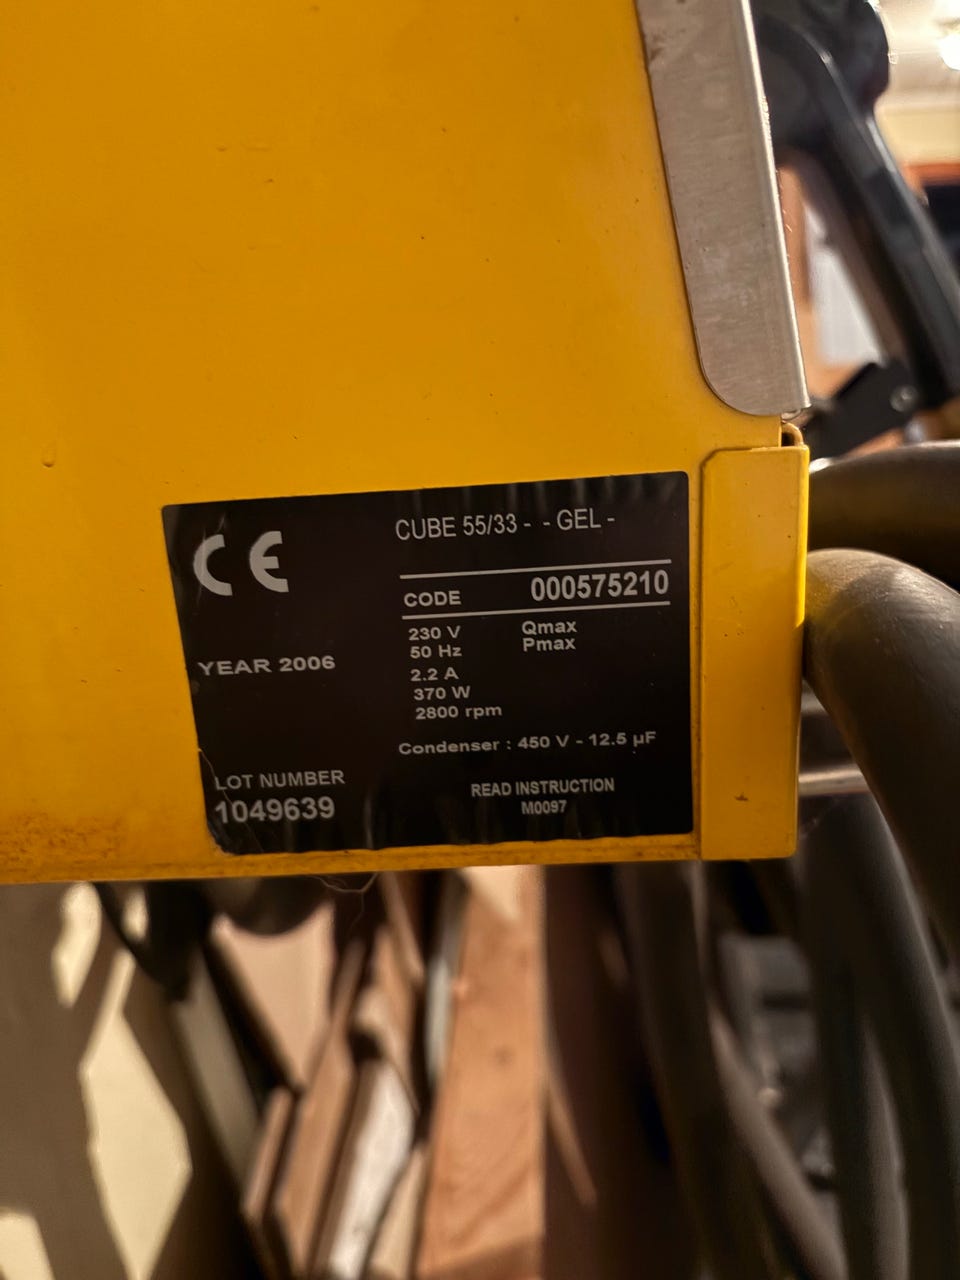 CE
CUBE 55/33 - - GEL -
CODE 000575210
230 V Qmax
50 Hz Pmax
YEAR 2006
2.2 A
370 W
2800 rpm
Condenser : 450 V - 12.5 µF
LOT NUMBER
1049639
READ INSTRUCTION
M0097